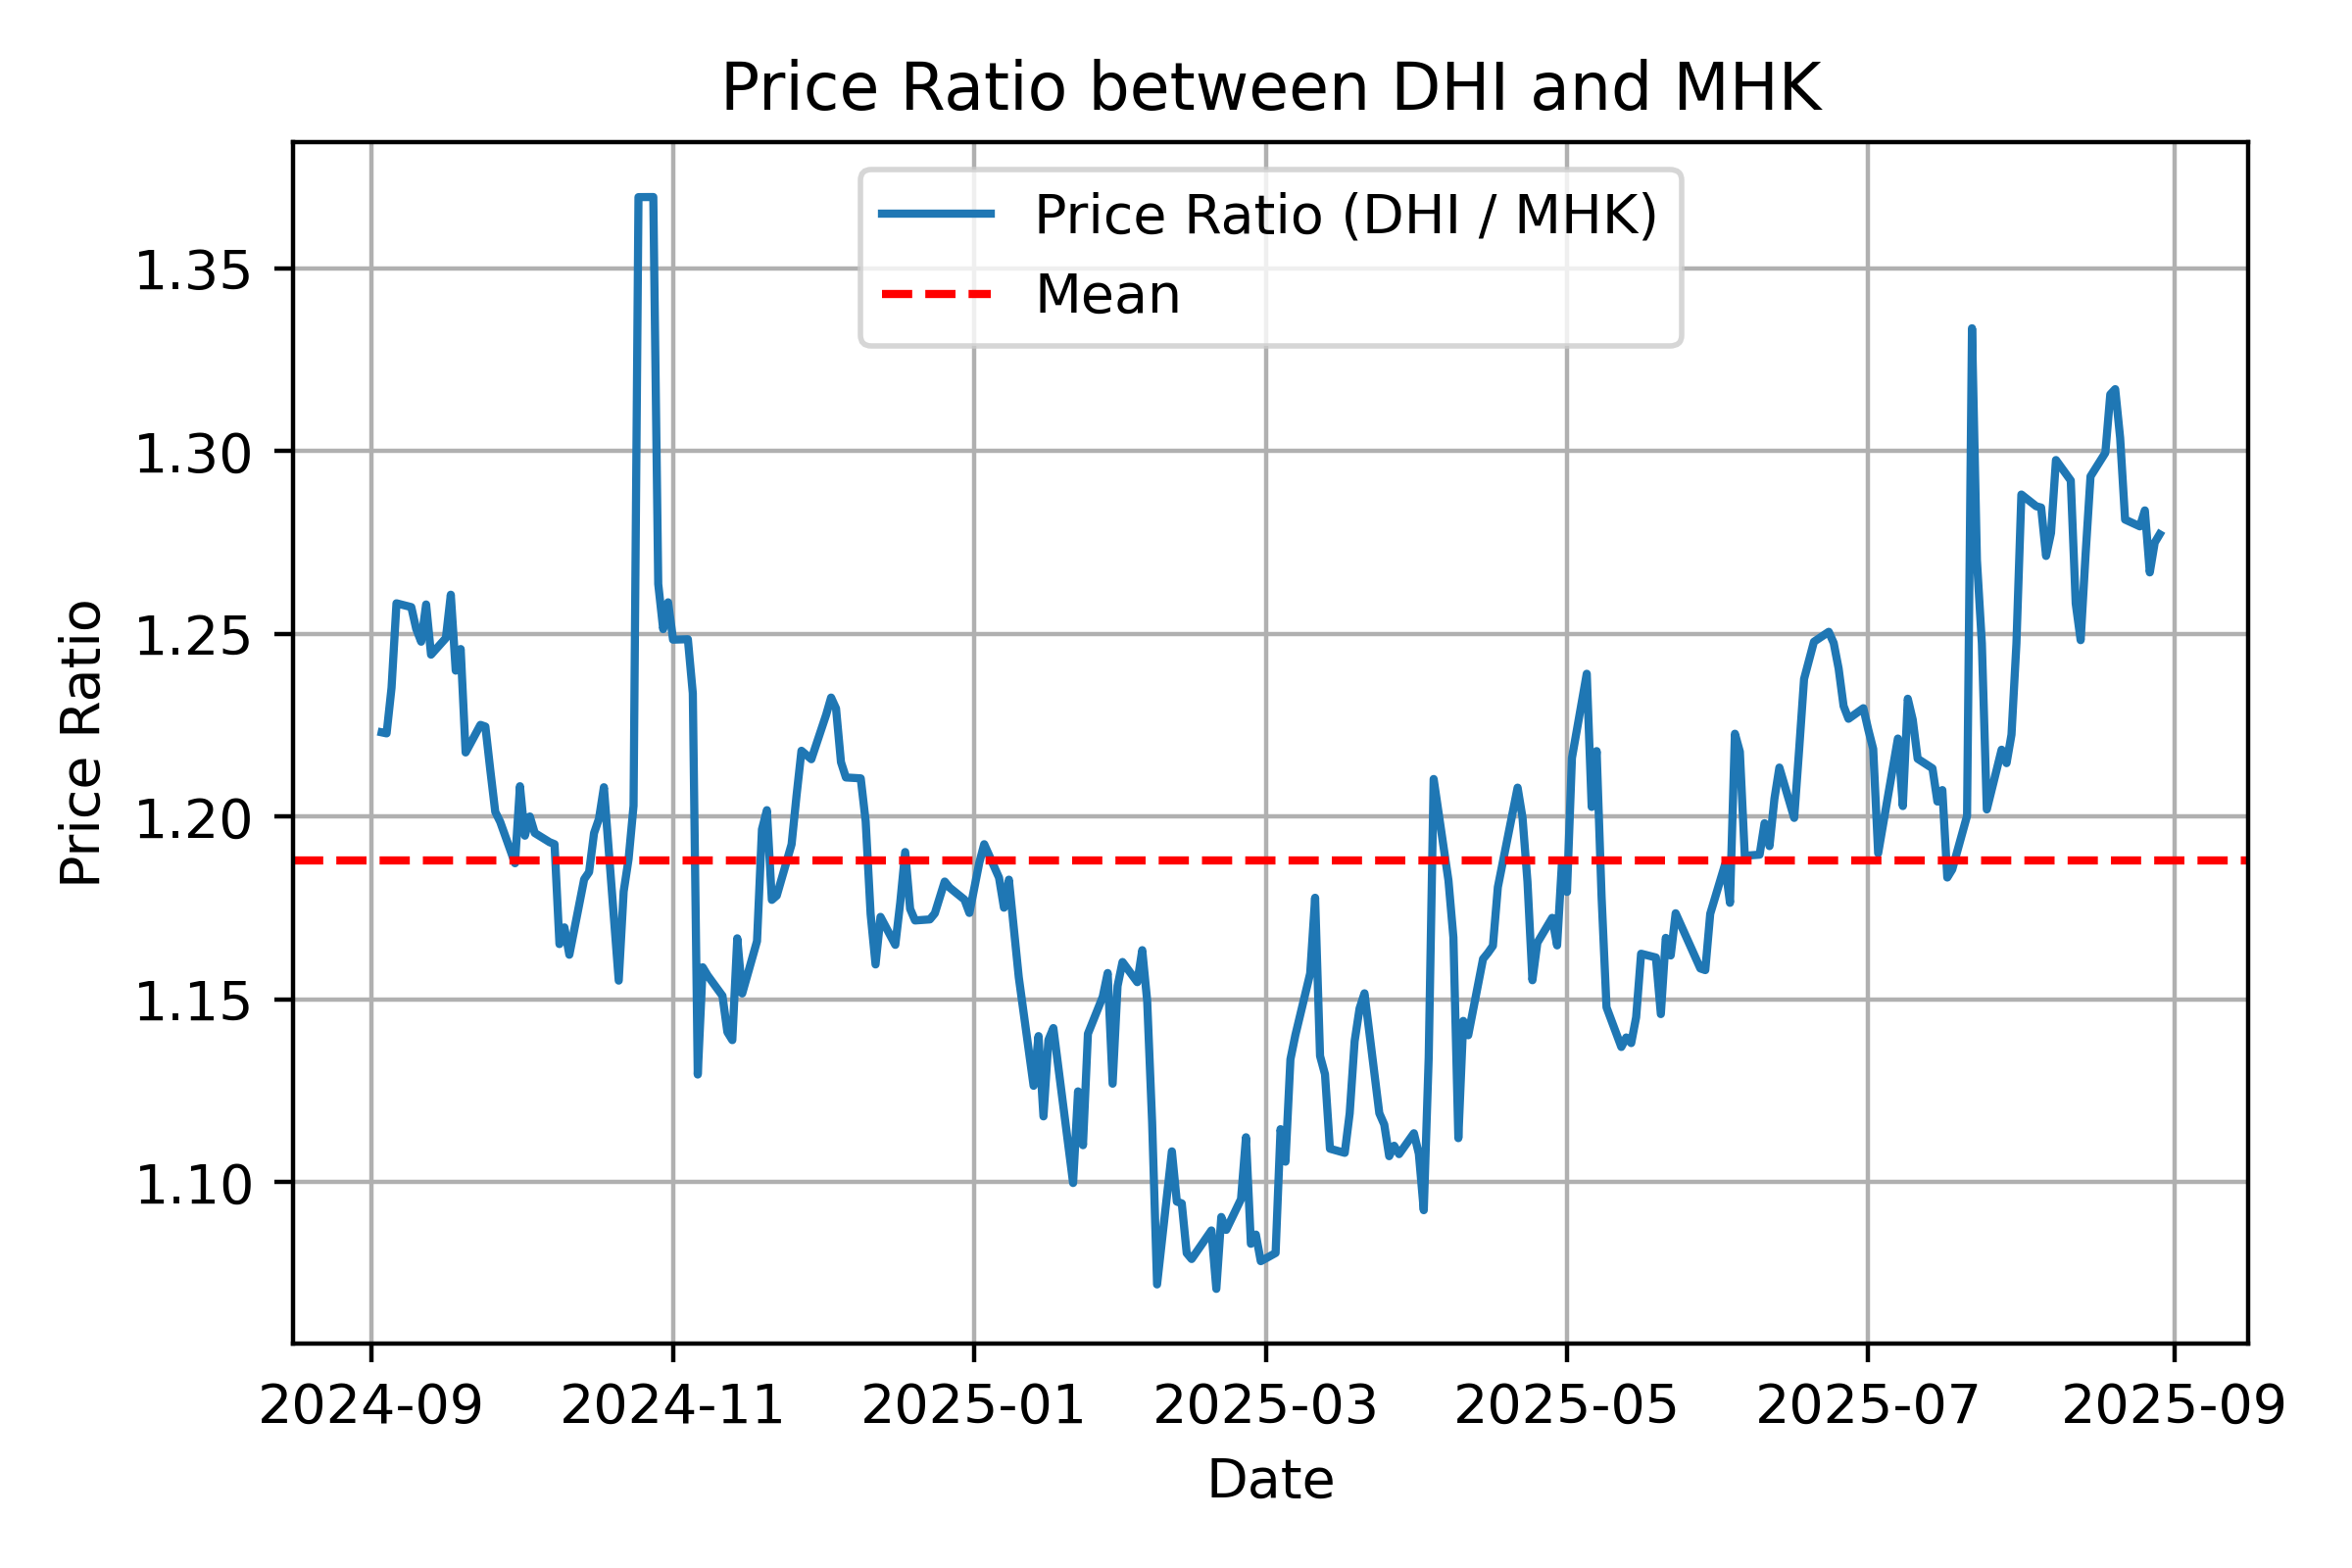 Price Ratio between DHI and MHK
Price Ratio (DHI / MHK)
Mean
1.35
1.30
1.25
1.20
1.15
1.10
Price Ratio
2024-09
2024-11
2025-01
2025-03
2025-05
2025-07
2025-09
Date